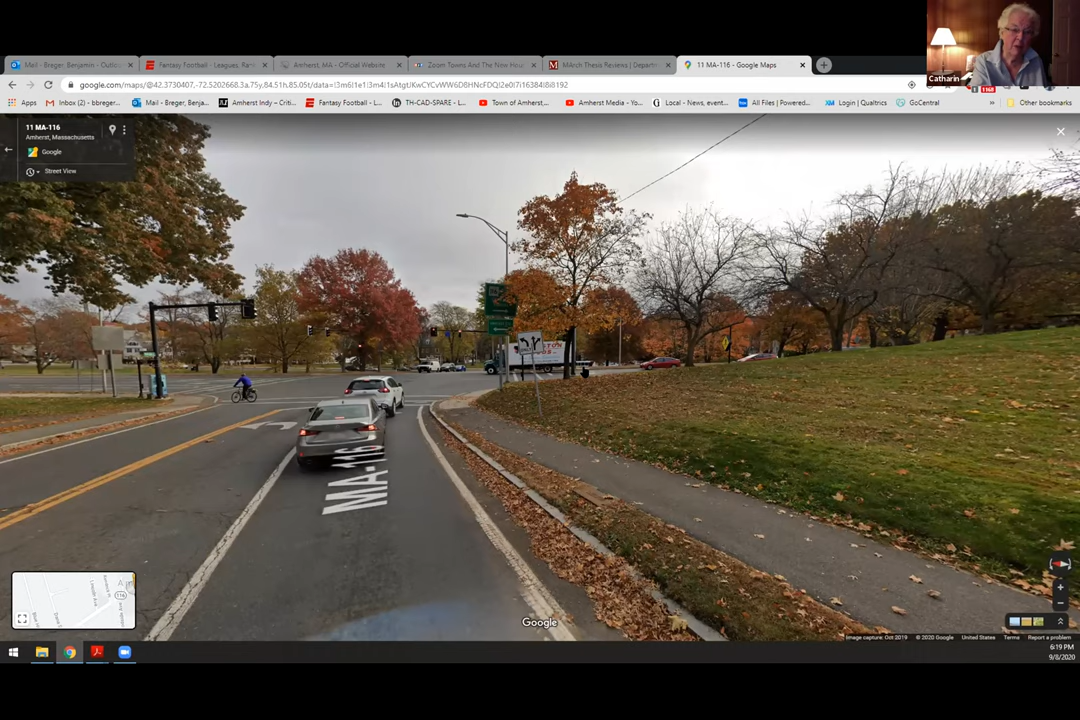 Mail - Breger, Benjamin - Outloo
Fantasy Football - Leagues, Ran
Amherst, MA - Official Website
Zoom Towns And The New Hou
MArch Thesis Reviews | Departm
11 MA-116 - Google Maps
google.com/maps/@42.3730407,-72.5202668,3a,75y,84.51h,85.05t/data=!3m6!1e1!3m4!1sAtgtUKwCYCvWW6D8HNcFDQ!2e0!7i16384!8i8192
Catharin
Apps
Inbox (2) - bbreger...
Mail - Breger, Benja...
Amherst Indy – Criti...
Fantasy Football - L...
TH-CAD-SPARE - L...
Town of Amherst,...
Amherst Media - Yo...
Local - News, event...
All Files | Powered...
Login | Qualtrics
GoCentral
Other bookmarks
11 MA-116
Amherst, Massachusetts
Google
Street View
MA-116
116
Google
Image capture: Oct 2019
© 2020 Google
United States
Terms
Report a problem
6:19 PM
9/8/2020